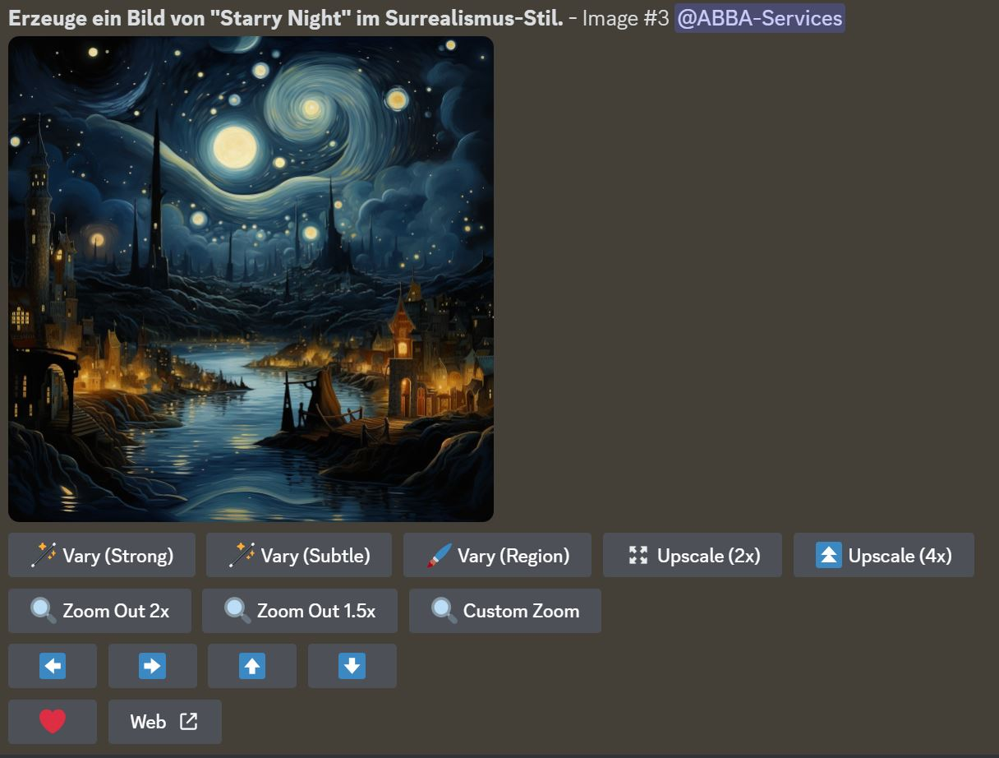 Erzeuge ein Bild von "Starry Night" im Surrealismus-Stil. - Image #3 @ABBA-Services
Vary (Strong) Vary (Subtle) Vary (Region) Upscale (2x) Upscale (4x)
Zoom Out 2x Zoom Out 1.5x Custom Zoom
Web